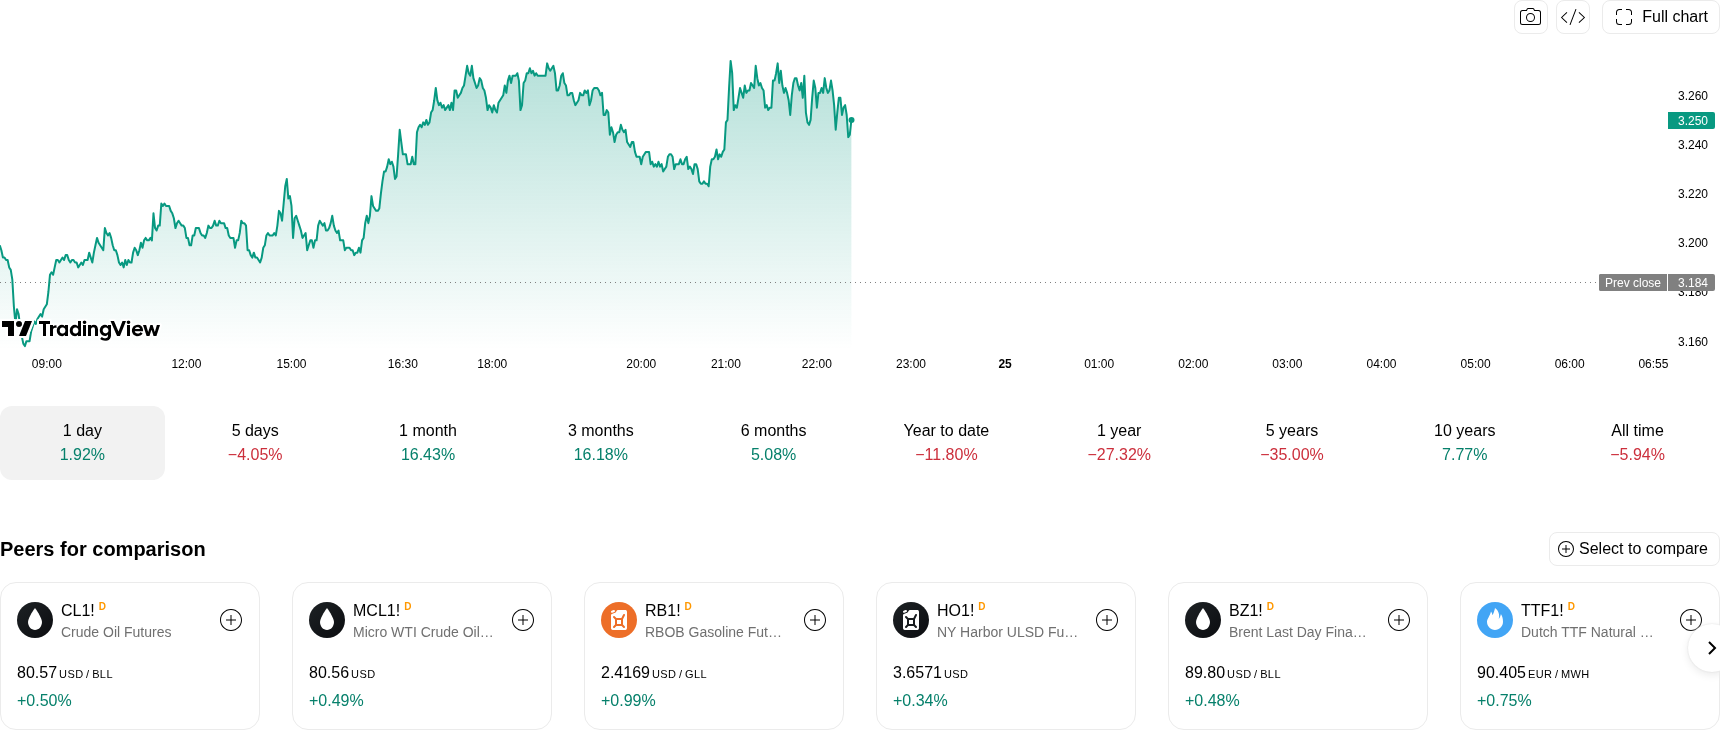 Full chart
3.260
3.250
3.240
3.220
3.200
Prev close 3.184
3.180
3.160
TradingView
09:00 12:00 15:00 16:30 18:00 20:00 21:00 22:00 23:00 25 01:00 02:00 03:00 04:00 05:00 06:00 06:55
1 day 5 days 1 month 3 months 6 months Year to date 1 year 5 years 10 years All time
1.92% −4.05% 16.43% 16.18% 5.08% −11.80% −27.32% −35.00% 7.77% −5.94%
Peers for comparison
Select to compare
CL1! D
Crude Oil Futures
80.57 USD / BLL
+0.50%
MCL1! D
Micro WTI Crude Oil…
80.56 USD
+0.49%
RB1! D
RBOB Gasoline Fut…
2.4169 USD / GLL
+0.99%
HO1! D
NY Harbor ULSD Fu…
3.6571 USD
+0.34%
BZ1! D
Brent Last Day Fina…
89.80 USD / BLL
+0.48%
TTF1! D
Dutch TTF Natural …
90.405 EUR / MWH
+0.75%